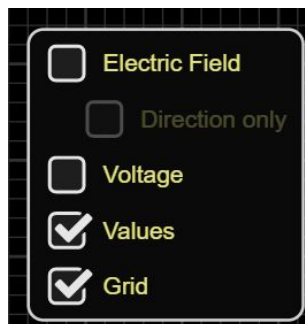 Electric Field
Direction only
Voltage
Values
Grid